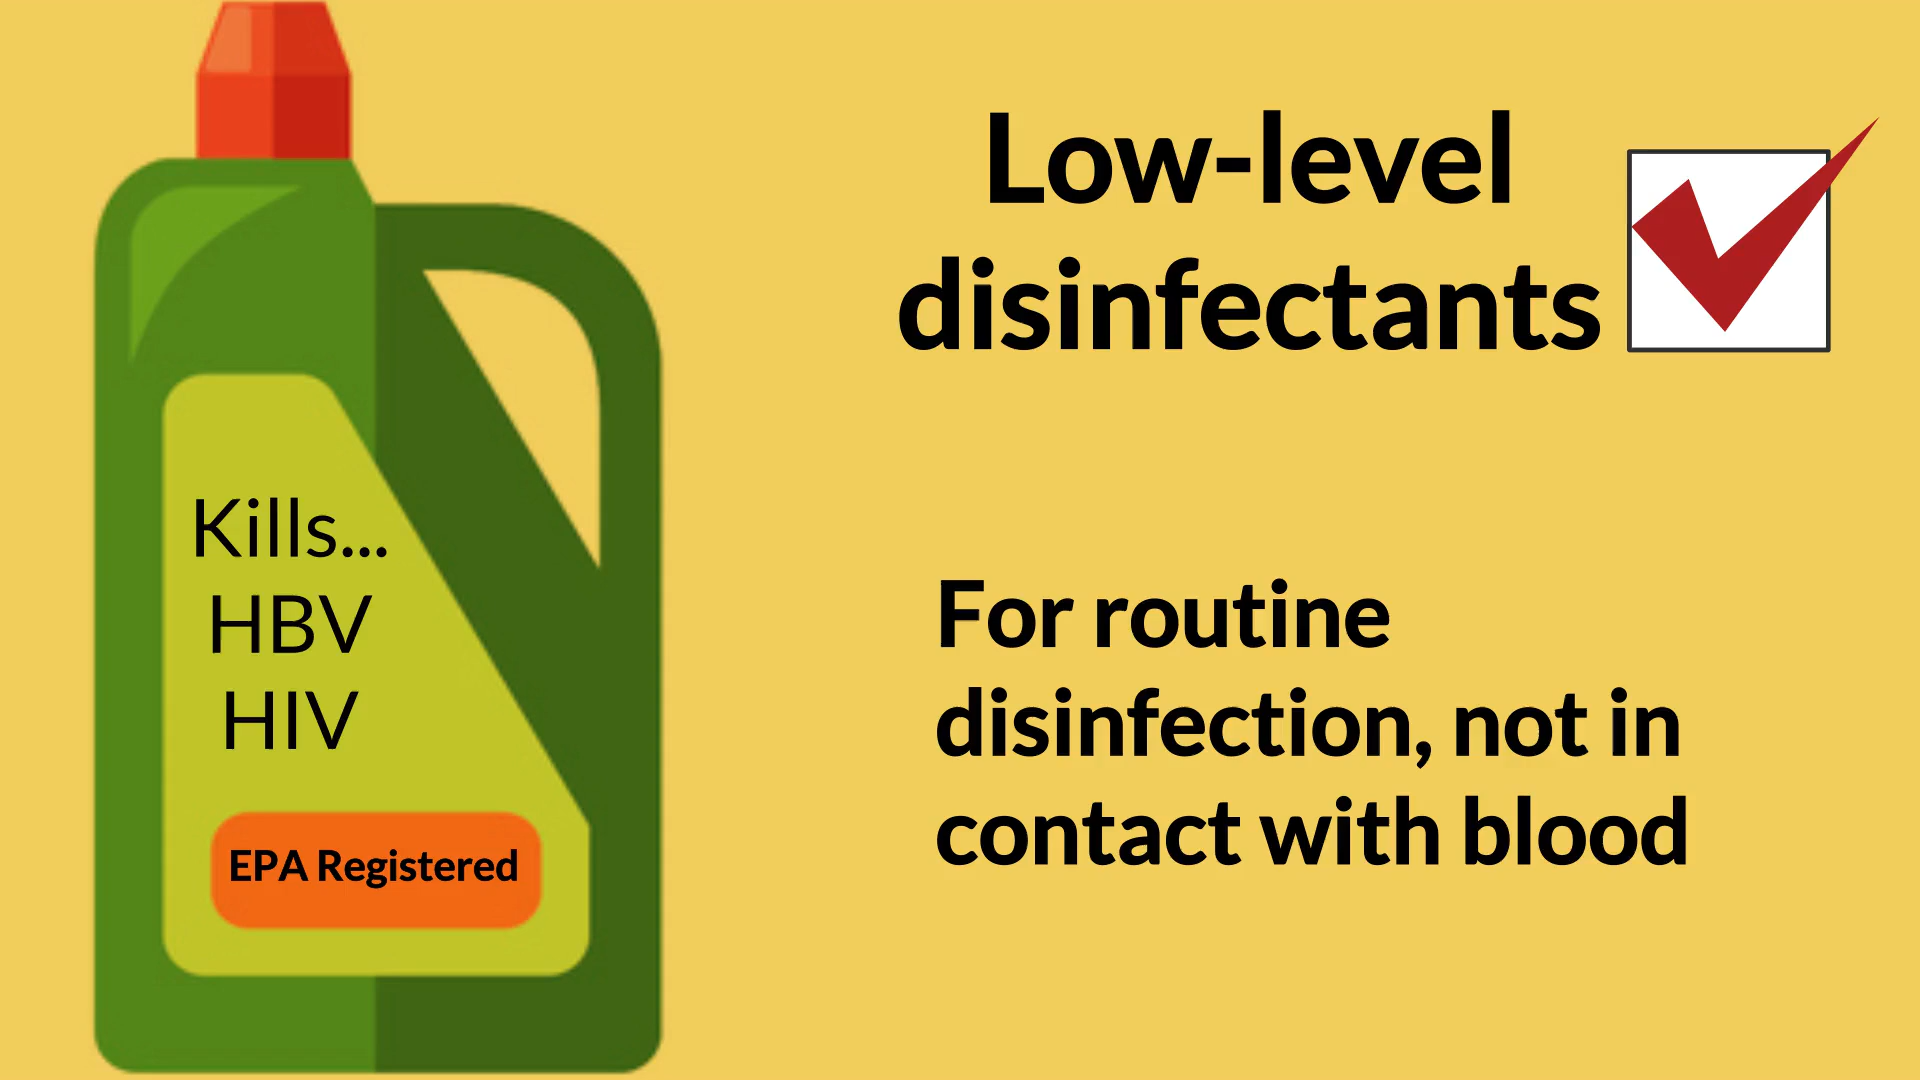 Low-level
disinfectants
Kills...
HBV
HIV
EPA Registered
For routine
disinfection, not in
contact with blood